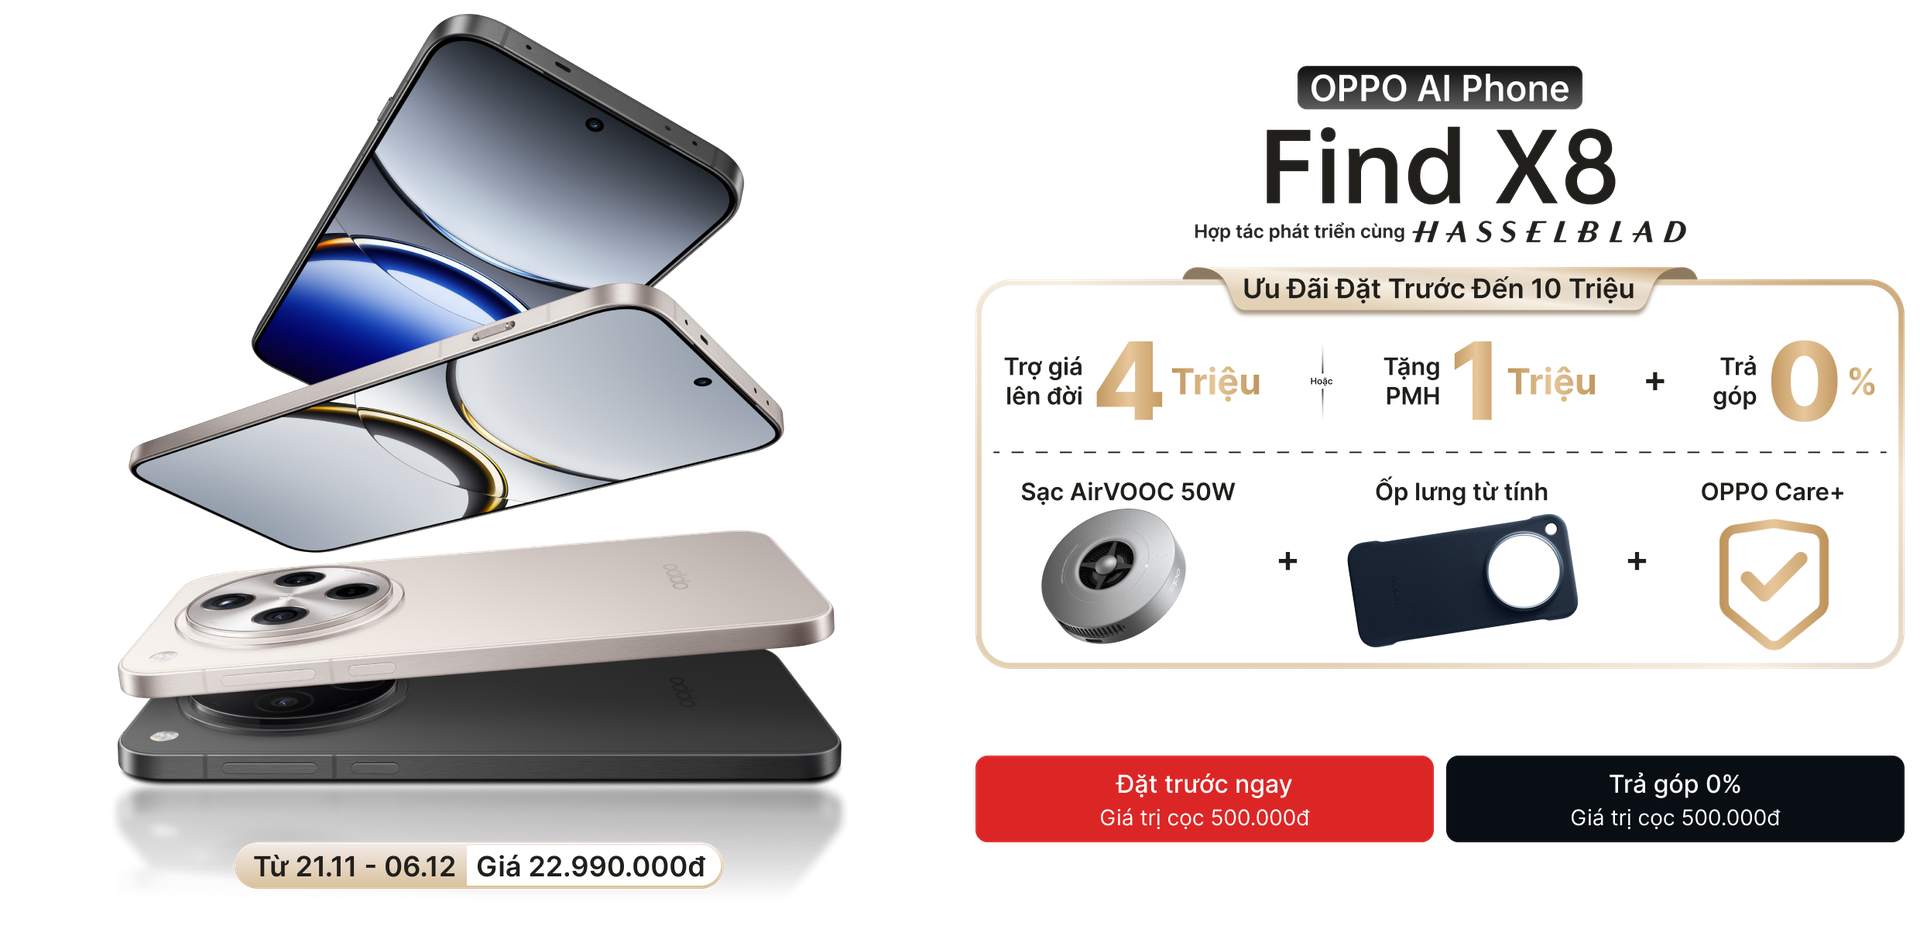 OPPO AI Phone
Find X8
Hợp tác phát triển cùng HASSELBLAD
Ưu Đãi Đặt Trước Đến 10 Triệu
Trợ giá lên đời 4 Triệu
Hoặc
Tặng PMH 1 Triệu
+
Trả góp 0 %
Sạc AirVOOC 50W
+
Ốp lưng từ tính
+
OPPO Care+
oppo
oppo
Từ 21.11 - 06.12 Giá 22.990.000đ
Đặt trước ngay
Giá trị cọc 500.000đ
Trả góp 0%
Giá trị cọc 500.000đ